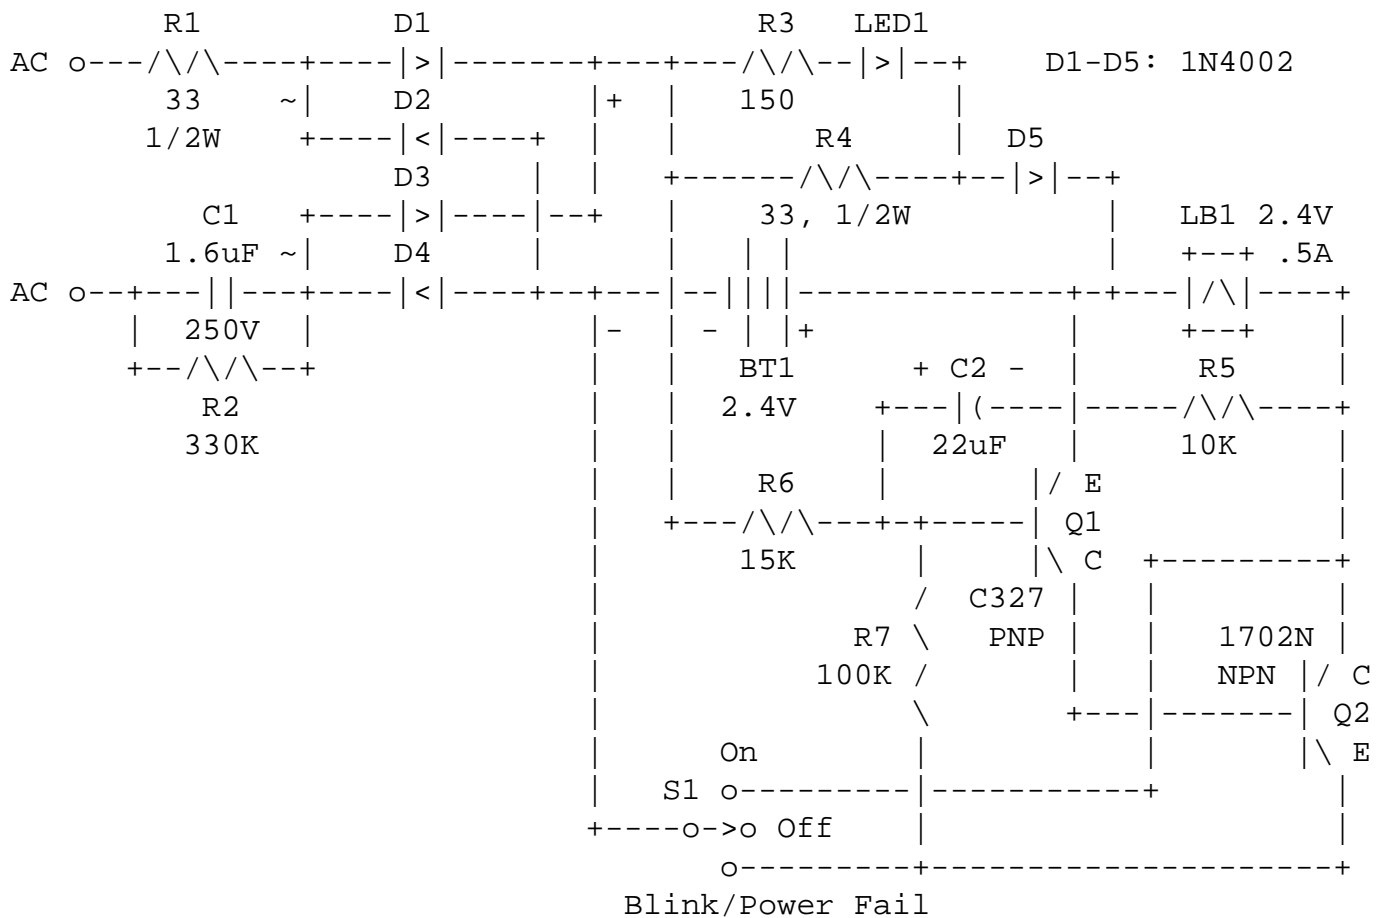 R1          D1                 R3   LED1
AC o---/\/\----+----|>|-------+---+---/\/\--|>|--+    D1-D5: 1N4002
        33    ~|    D2        |+  |   150        |
       1/2W    +----|<|----+  |   |       R4     |  D5
                    D3     |  |   +------/\/\----+--|>|--+
          C1   +----|>|----|--+   |    33, 1/2W          |   LB1 2.4V
        1.6uF ~|    D4     |      |   | |                |   +--+ .5A
AC o--+---||---+----|<|----+--+---|--||||--------------+-+---|/\|----+
      |  250V  |              |-  | - | |+             |     +--+    |
      +--/\/\--+              |   |   BT1     + C2 -   |      R5     |
          R2                  |   |  2.4V   +---|(----|-----/\/\----+
         330K                 |   |         |  22uF    |     10K     |
                              |   |    R6   |        |/ E            |
                              |   +---/\/\---+-+-----| Q1            |
                              |       15K      |     |\ C  +---------+
                              |                /  C327 |   |         |
                              |             R7 \   PNP |   |   1702N |
                              |           100K /       |   |   NPN |/ C
                              |                \       +---|-------| Q2
                              |      On        |           |       |\ E
                              |   S1 o---------|-----------+         |
                              +----o->o Off    |                     |
                                     o---------+---------------------+
                                Blink/Power Fail